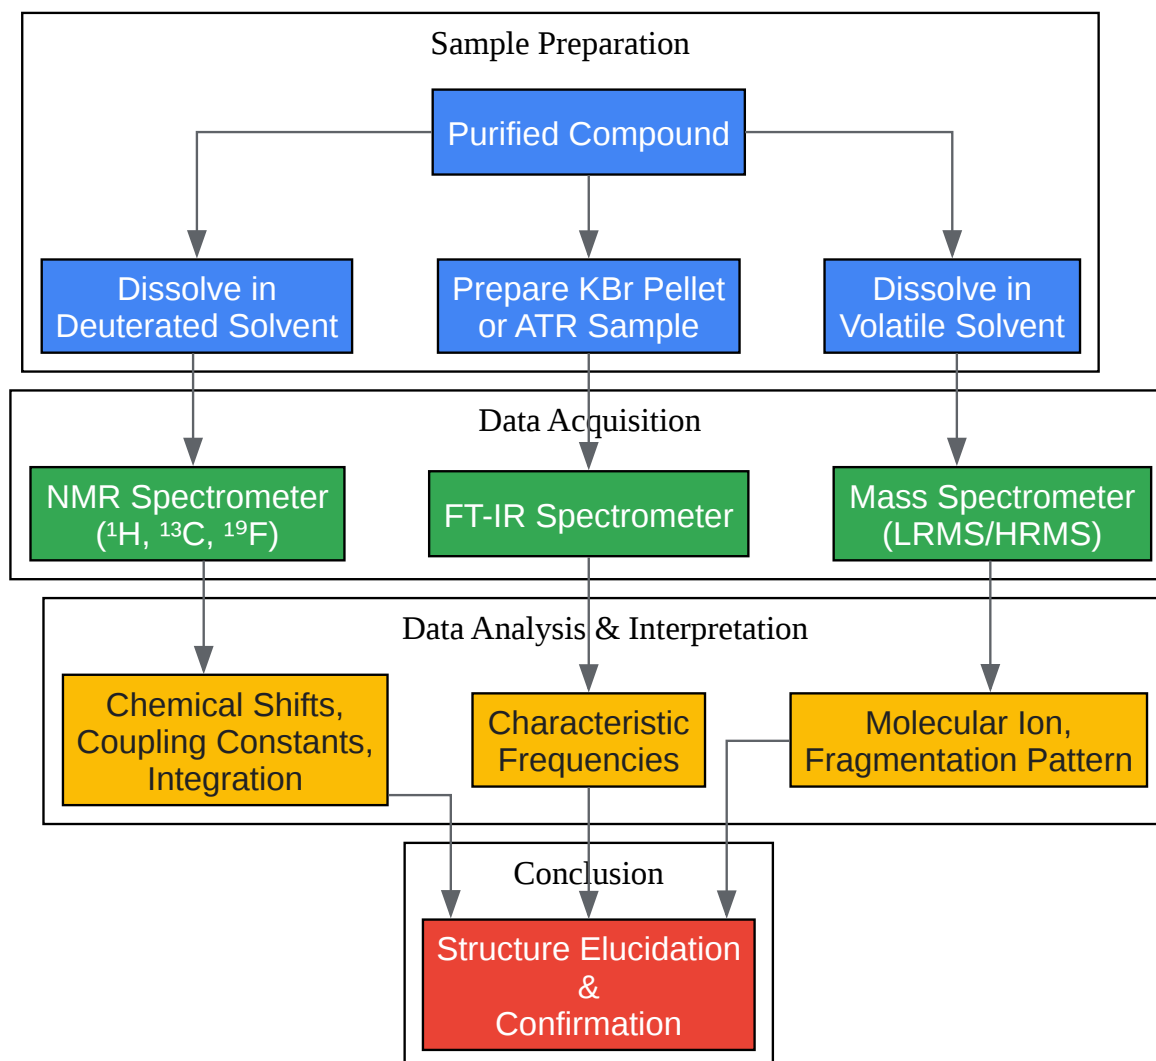 Sample Preparation
Purified Compound
Dissolve in
Deuterated Solvent
Prepare KBr Pellet
or ATR Sample
Dissolve in
Volatile Solvent
Data Acquisition
NMR Spectrometer
(¹H, ¹³C, ¹⁹F)
FT-IR Spectrometer
Mass Spectrometer
(LRMS/HRMS)
Data Analysis & Interpretation
Chemical Shifts,
Coupling Constants,
Integration
Characteristic
Frequencies
Molecular Ion,
Fragmentation Pattern
Conclusion
Structure Elucidation
&
Confirmation